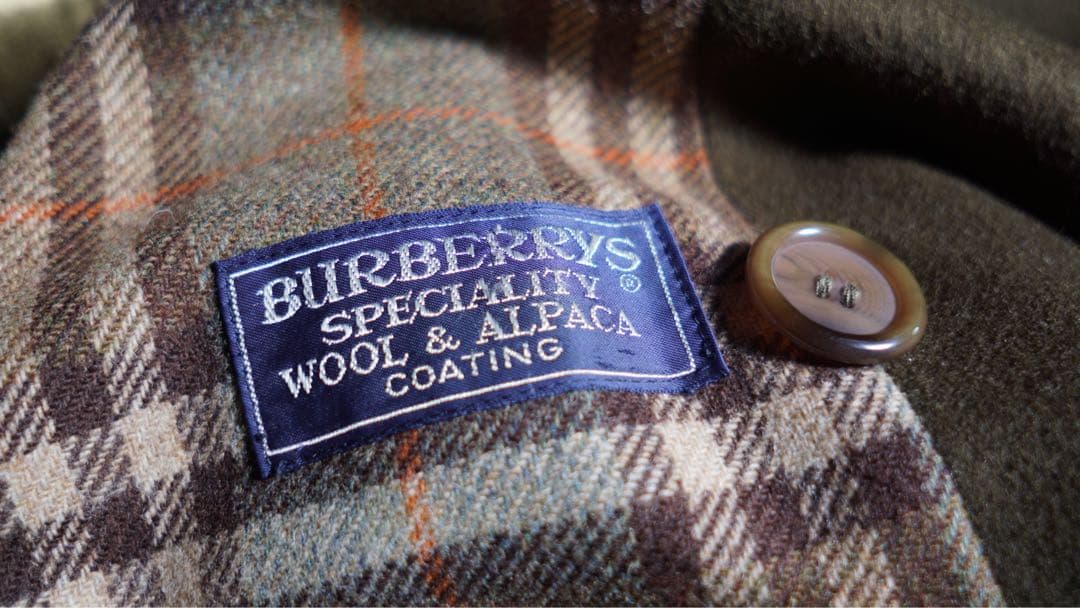 BURBERRYS®
SPECIALITY
WOOL & ALPACA
COATING